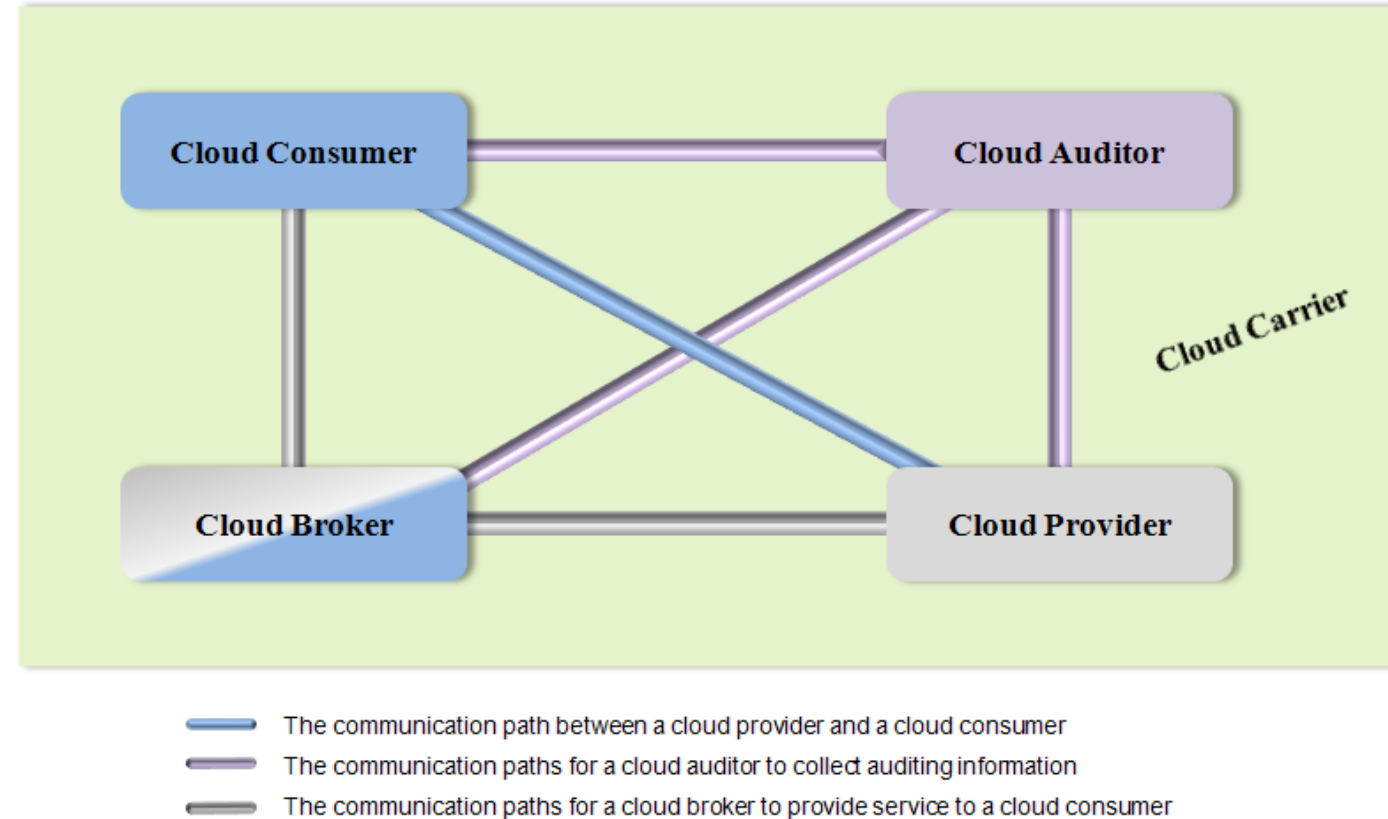 Cloud Consumer
Cloud Auditor
Cloud Carrier
Cloud Broker
Cloud Provider
The communication path between a cloud provider and a cloud consumer
The communication paths for a cloud auditor to collect auditing information
The communication paths for a cloud broker to provide service to a cloud consumer